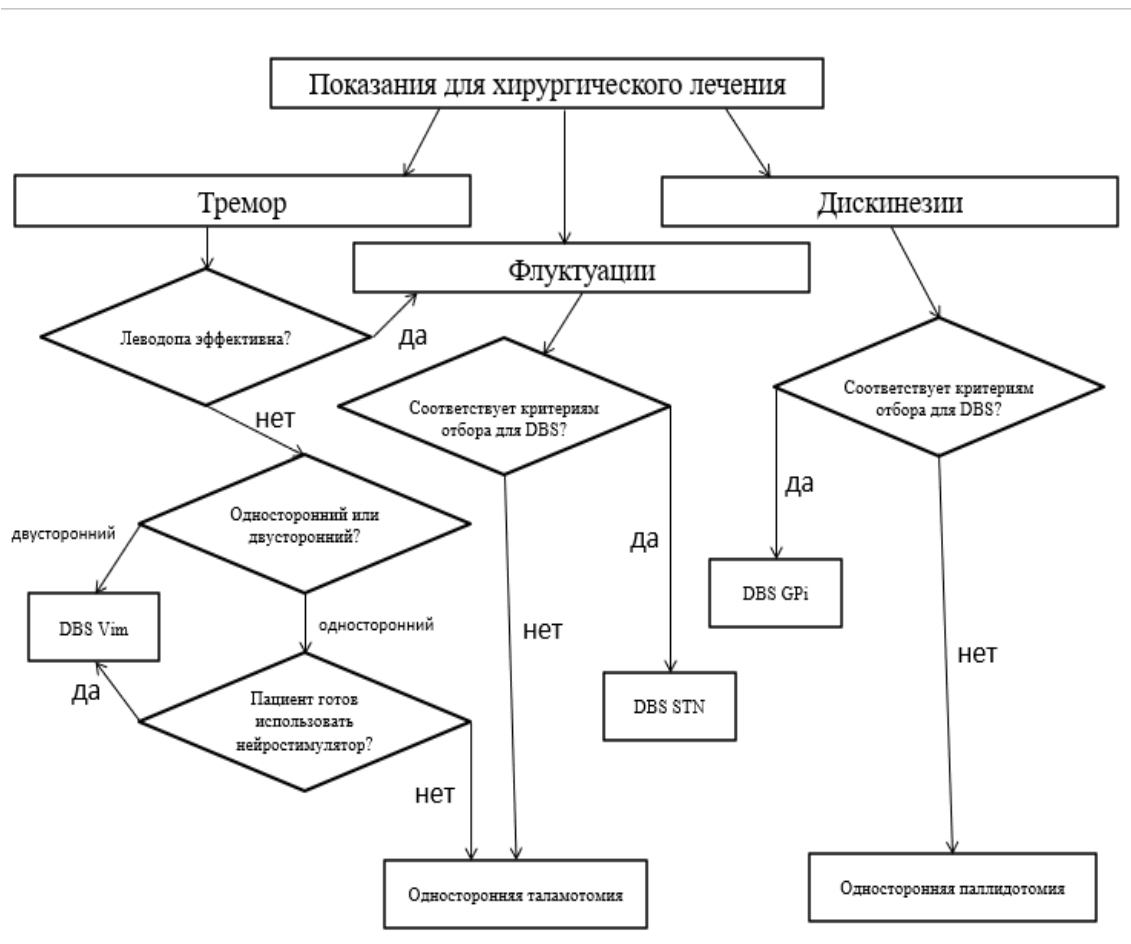 Показания для хирургического лечения
Тремор
Дискинезии
Флуктуации
Леводопа эффективна?
да
нет
Соответствует критериям
отбора для DBS?
Соответствует критериям
отбора для DBS?
да
Односторонний или
двусторонний?
двусторонний
да
DBS Vim
DBS GPi
односторонний
нет
нет
да
Пациент готов
использовать
нейростимулятор?
DBS STN
нет
Односторонняя таламотомия
Односторонняя паллидотомия